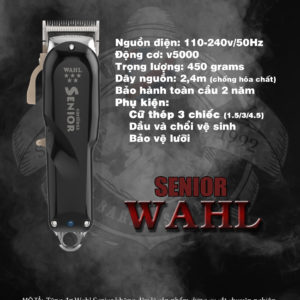 Nguồn điện: 110-240v/50Hz
Động cơ: v5000
Trọng lượng: 450 grams
Dây nguồn: 2,4m (chống hóa chất)
Bảo hành toàn cầu 2 năm
Phụ kiện:
Cữ thép 3 chiếc (1.5/3/4.5)
Dầu và chổi vệ sinh
Bảo vệ lưỡi
WAHL
SENIOR
CORDLESS
SENIOR
WAHL